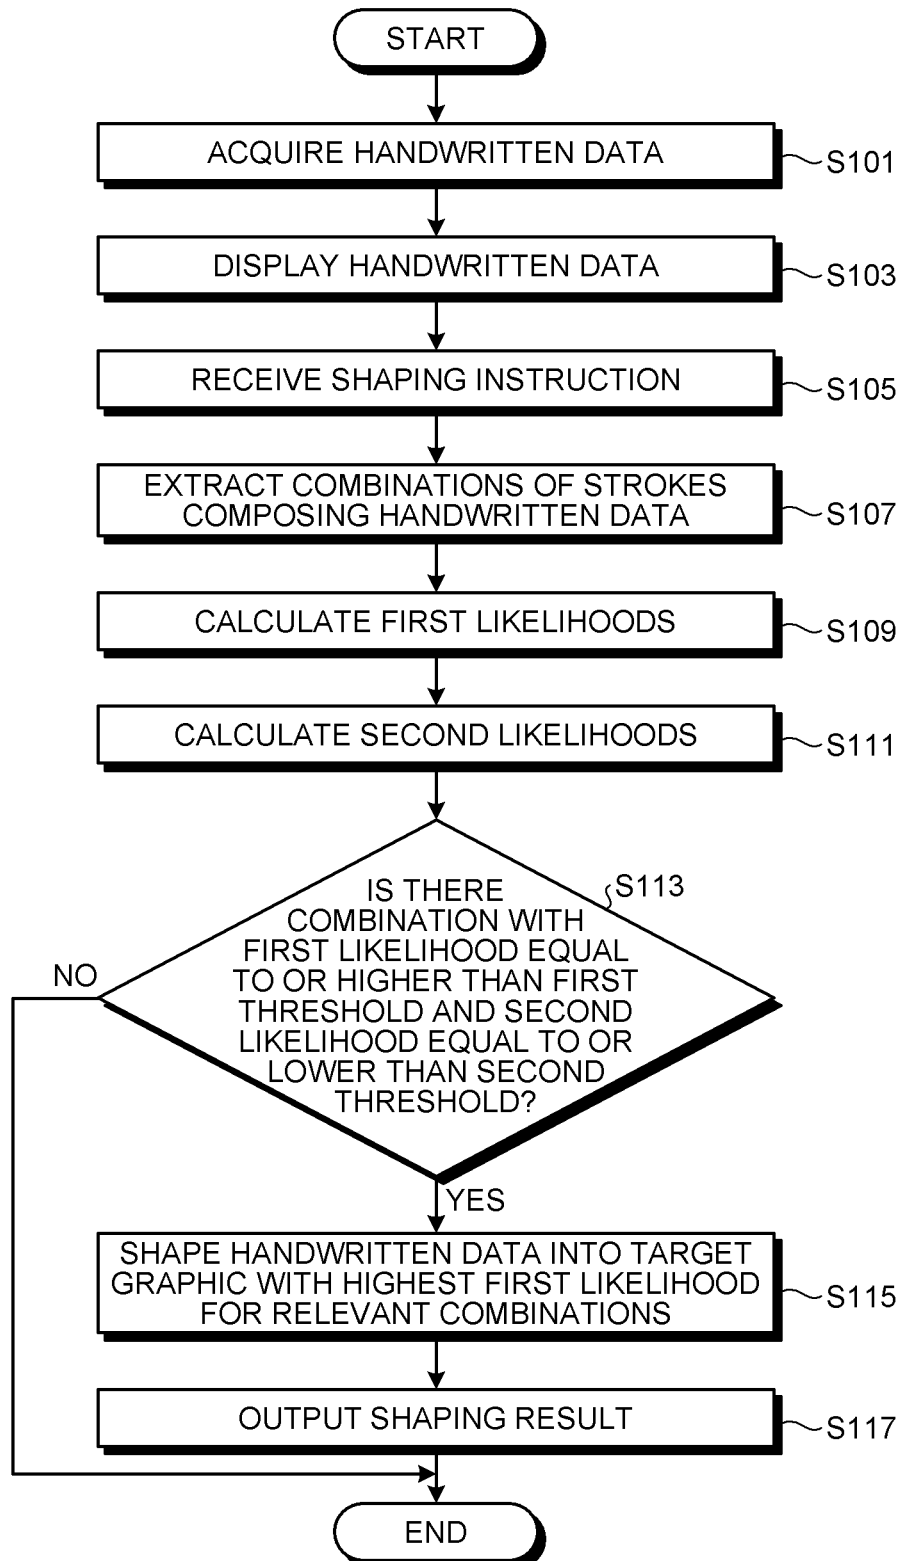 START
ACQUIRE HANDWRITTEN DATA
S101
DISPLAY HANDWRITTEN DATA
S103
RECEIVE SHAPING INSTRUCTION
S105
EXTRACT COMBINATIONS OF STROKES
COMPOSING HANDWRITTEN DATA
S107
CALCULATE FIRST LIKELIHOODS
S109
CALCULATE SECOND LIKELIHOODS
S111
S113
IS THERE
COMBINATION WITH
FIRST LIKELIHOOD EQUAL
TO OR HIGHER THAN FIRST
THRESHOLD AND SECOND
LIKELIHOOD EQUAL TO OR
LOWER THAN SECOND
THRESHOLD?
NO
YES
SHAPE HANDWRITTEN DATA INTO TARGET
GRAPHIC WITH HIGHEST FIRST LIKELIHOOD
FOR RELEVANT COMBINATIONS
S115
OUTPUT SHAPING RESULT
S117
END